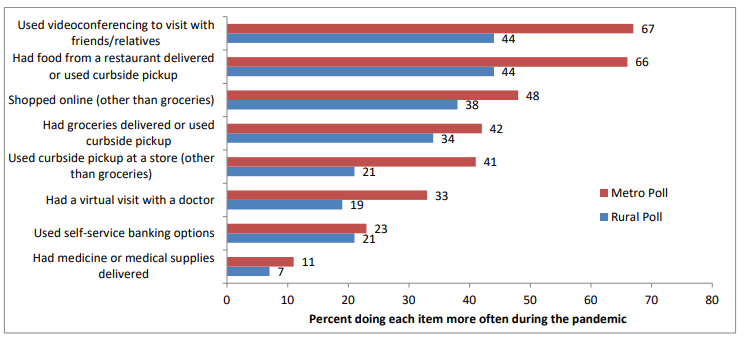 Used videoconferencing to visit with
friends/relatives
67
44
Had food from a restaurant delivered
or used curbside pickup
66
44
Shopped online (other than groceries)
48
38
Had groceries delivered or used
curbside pickup
42
34
Used curbside pickup at a store (other
than groceries)
41
21
Had a virtual visit with a doctor
33
19
Used self-service banking options
23
21
Had medicine or medical supplies
delivered
11
7
Metro Poll
Rural Poll
0 10 20 30 40 50 60 70 80
Percent doing each item more often during the pandemic